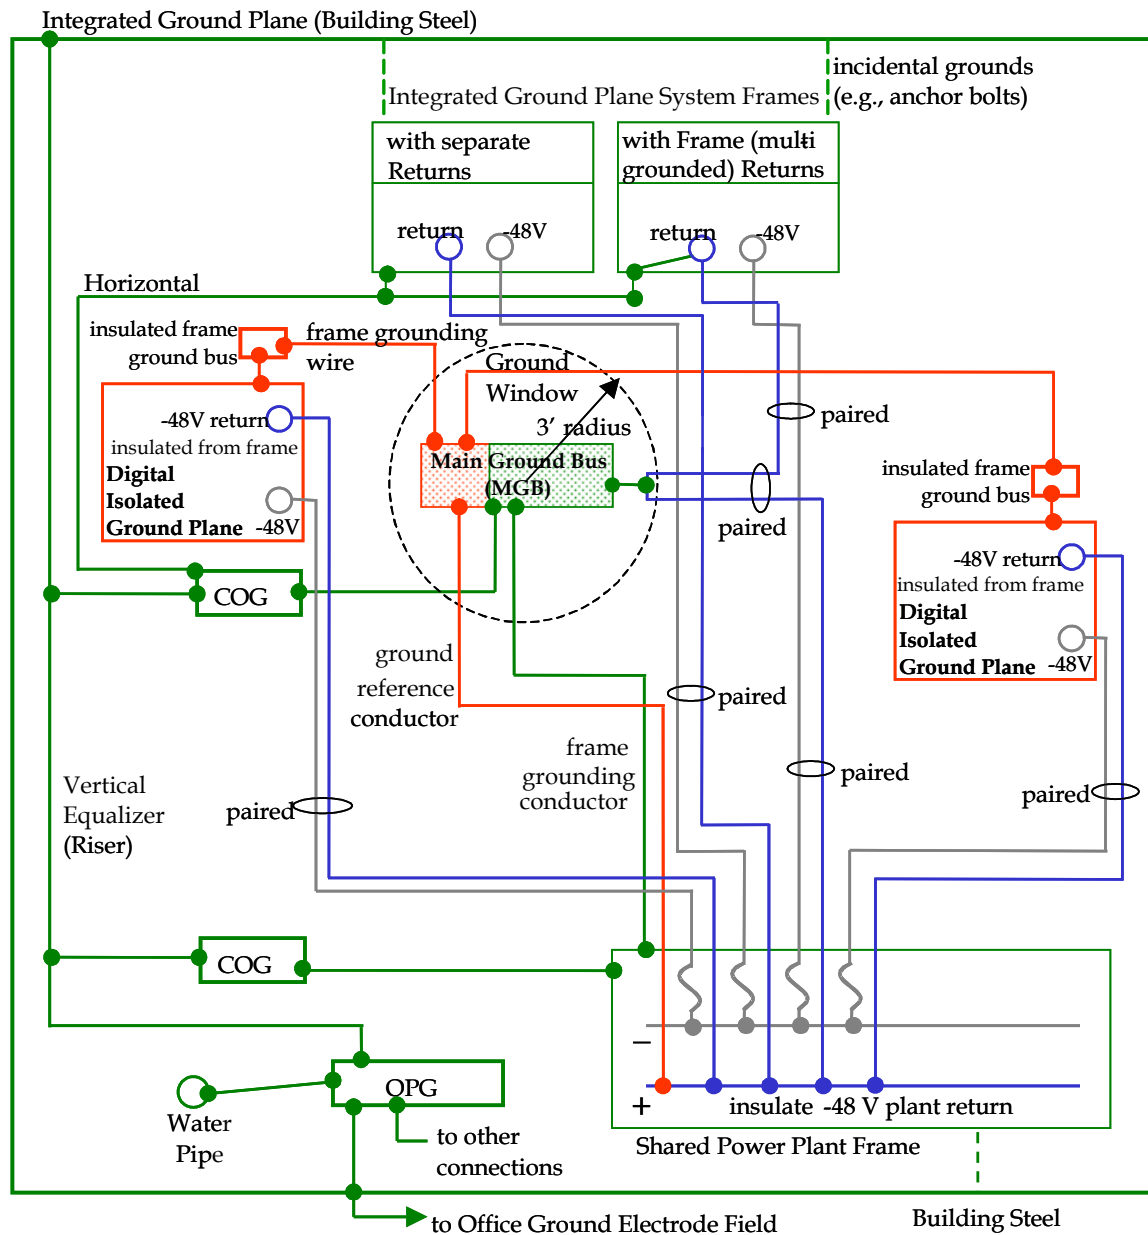 Integrated Ground Plane (Building Steel)
incidental grounds
(e.g., anchor bolts)
Integrated Ground Plane System Frames
with separate
Returns
with Frame (multi
grounded) Returns
return
-48V
return
-48V
Horizontal
insulated frame
ground bus
frame grounding
wire
Ground
Window
3’ radius
paired
-48V return
insulated from frame
Digital
Isolated
Ground Plane
-48V
Main Ground Bus
(MGB)
paired
insulated frame
ground bus
-48V return
insulated from frame
Digital
Isolated
Ground Plane
-48V
COG
ground
reference
conductor
paired
frame
grounding
conductor
paired
paired
Vertical
Equalizer
(Riser)
paired
COG
−
+
insulate -48 V plant return
Shared Power Plant Frame
OPG
Water
Pipe
to other
connections
to Office Ground Electrode Field
Building Steel